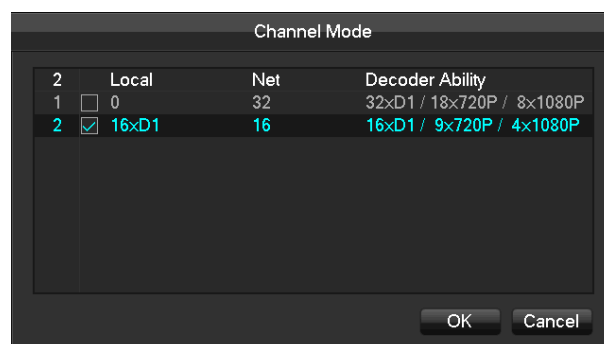 Channel Mode
2 Local Net Decoder Ability
1 0 32 32xD1 / 18x720P / 8x1080P
2 16xD1 16 16xD1 / 9x720P / 4x1080P
OK Cancel